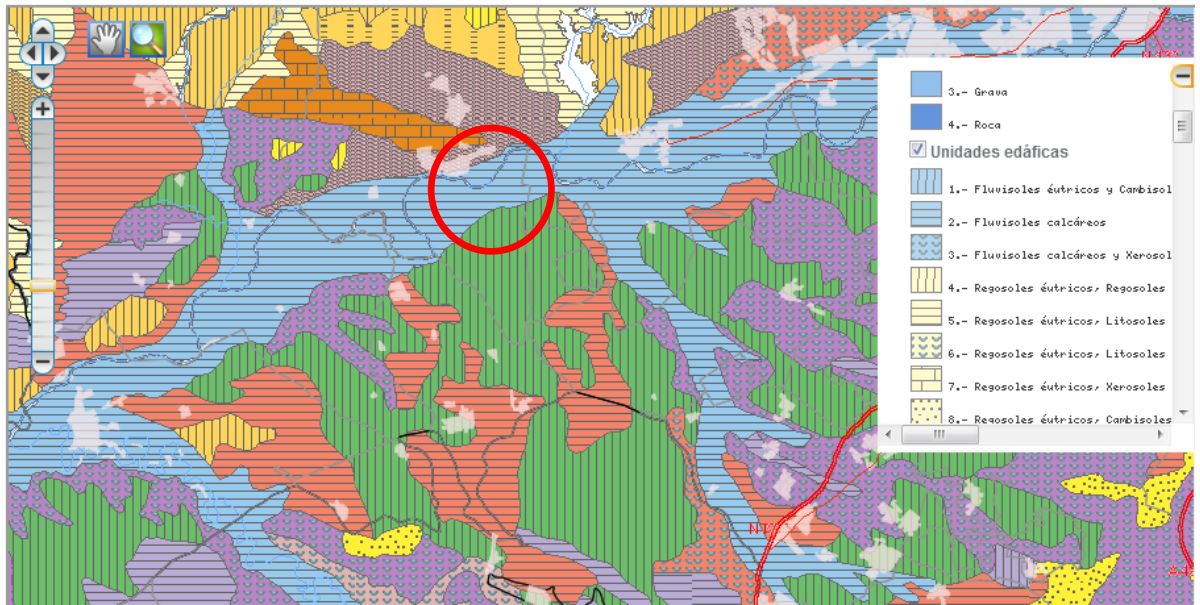 3.- Grava
4.- Roca
Unidades edáficas
1.- Fluvisoles éutricos y Cambisol
2.- Fluvisoles calcáreos
3.- Fluvisoles calcáreos y Xerosol
4.- Regosoles éutricos, Regosoles
5.- Regosoles éutricos, Litosoles
6.- Regosoles éutricos, Litosoles
7.- Regosoles éutricos, Xerosoles
8.- Regosoles éutricos, Cambisoles